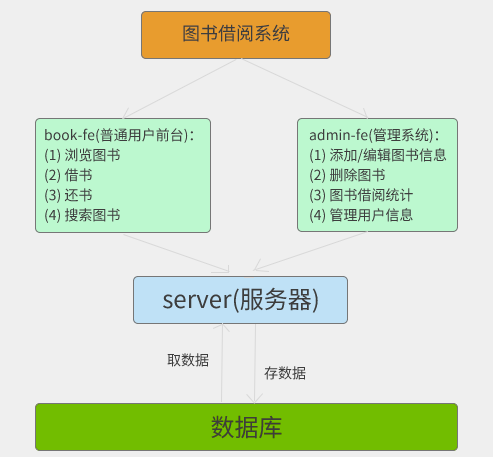 图书借阅系统
book-fe(普通用户前台)：
(1) 浏览图书
(2) 借书
(3) 还书
(4) 搜索图书
admin-fe(管理系统)：
(1) 添加/编辑图书信息
(2) 删除图书
(3) 图书借阅统计
(4) 管理用户信息
server(服务器)
取数据
存数据
数据库